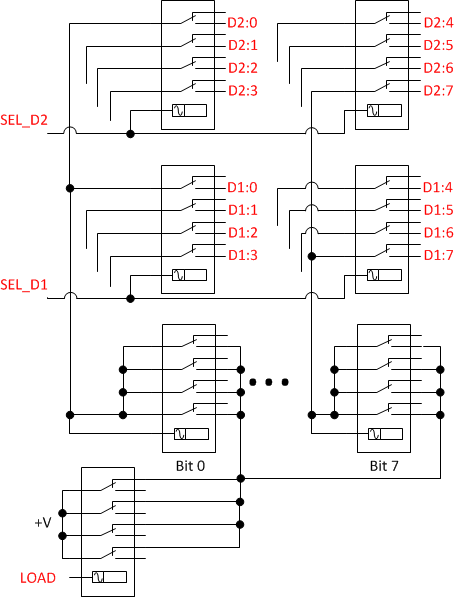 D2:0 D2:4
D2:1 D2:5
D2:2 D2:6
D2:3 D2:7
SEL_D2
D1:0 D1:4
D1:1 D1:5
D1:2 D1:6
D1:3 D1:7
SEL_D1
Bit 0 Bit 7
+V
LOAD